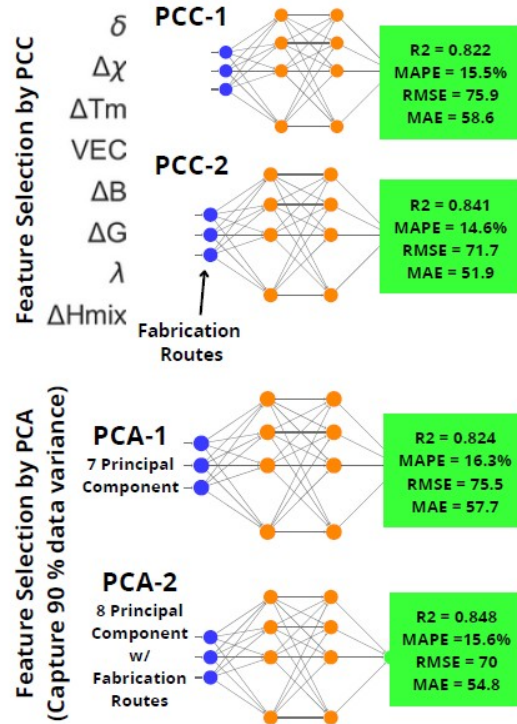 Feature Selection by PCC
δ
Δχ
ΔTm
VEC
ΔB
ΔG
λ
ΔHmix
PCC-1
R2 = 0.822
MAPE = 15.5%
RMSE = 75.9
MAE = 58.6
PCC-2
Fabrication
Routes
R2 = 0.841
MAPE = 14.6%
RMSE = 71.7
MAE = 51.9
Feature Selection by PCA
(Capture 90 % data variance)
PCA-1
7 Principal
Component
R2 = 0.824
MAPE = 16.3%
RMSE = 75.5
MAE = 57.7
PCA-2
8 Principal
Component
w/
Fabrication
Routes
R2 = 0.848
MAPE =15.6%
RMSE = 70
MAE = 54.8